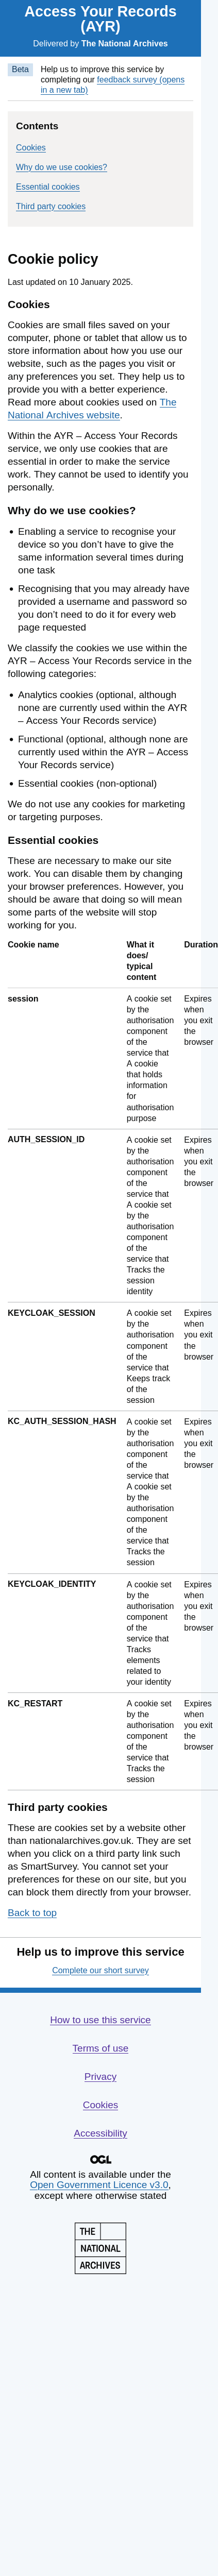 Access Your Records
(AYR)
Delivered by The National Archives
Beta
Help us to improve this service by
completing our feedback survey (opens
in a new tab)
Contents
Cookies
Why do we use cookies?
Essential cookies
Third party cookies
Cookie policy
Last updated on 10 January 2025.
Cookies
Cookies are small files saved on your
computer, phone or tablet that allow us to
store information about how you use our
website, such as the pages you visit or
any preferences you set. They help us to
provide you with a better experience.
Read more about cookies used on The
National Archives website.
Within the AYR – Access Your Records
service, we only use cookies that are
essential in order to make the service
work. They cannot be used to identify you
personally.
Why do we use cookies?
• Enabling a service to recognise your
device so you don’t have to give the same
information several times during
one task
• Recognising that you may already have
provided a username and password so
you don’t need to do it for every web
page requested
We classify the cookies we use within the
AYR – Access Your Records service in the
following categories:
• Analytics cookies (optional, although
none are currently used within the AYR
– Access Your Records service)
• Functional (optional, although none are
currently used within the AYR – Access
Your Records service)
• Essential cookies (non-optional)
We do not use any cookies for marketing
or targeting purposes.
Essential cookies
These are necessary to make our site
work. You can disable them by changing
your browser preferences. However, you
should be aware that doing so will mean
some parts of the website will stop
working for you.
Cookie name
What it
does/
typical
content
Duration
session
A cookie set
by the
authorisation
component
of the
service that
A cookie
that holds
information
for
authorisation
purpose
Expires
when
you exit
the
browser
AUTH_SESSION_ID
A cookie set
by the
authorisation
component
of the
service that
A cookie set
by the
authorisation
component
of the
service that
Tracks the
session
identity
Expires
when
you exit
the
browser
KEYCLOAK_SESSION
A cookie set
by the
authorisation
component
of the
service that
Keeps track
of the
session
Expires
when
you exit
the
browser
KC_AUTH_SESSION_HASH
A cookie set
by the
authorisation
component
of the
service that
A cookie set
by the
authorisation
component
of the
service that
Tracks the
session
Expires
when
you exit
the
browser
KEYCLOAK_IDENTITY
A cookie set
by the
authorisation
component
of the
service that
Tracks
elements
related to
your identity
Expires
when
you exit
the
browser
KC_RESTART
A cookie set
by the
authorisation
component
of the
service that
Tracks the
session
Expires
when
you exit
the
browser
Third party cookies
These are cookies set by a website other
than nationalarchives.gov.uk. They are set
when you click on a third party link such
as SmartSurvey. You cannot set your
preferences for these on our site, but you
can block them directly from your browser.
Back to top
Help us to improve this service
Complete our short survey
How to use this service
Terms of use
Privacy
Cookies
Accessibility
OGL
All content is available under the
Open Government Licence v3.0,
except where otherwise stated
THE
NATIONAL
ARCHIVES